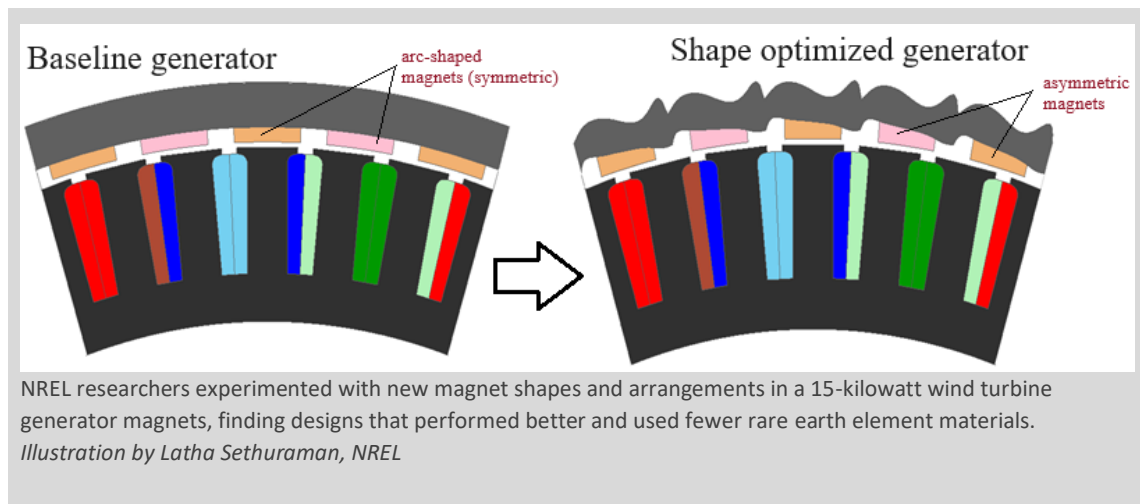 Baseline generator
arc-shaped
magnets (symmetric)
Shape optimized generator
asymmetric
magnets
NREL researchers experimented with new magnet shapes and arrangements in a 15-kilowatt wind turbine
generator magnets, finding designs that performed better and used fewer rare earth element materials.
Illustration by Latha Sethuraman, NREL